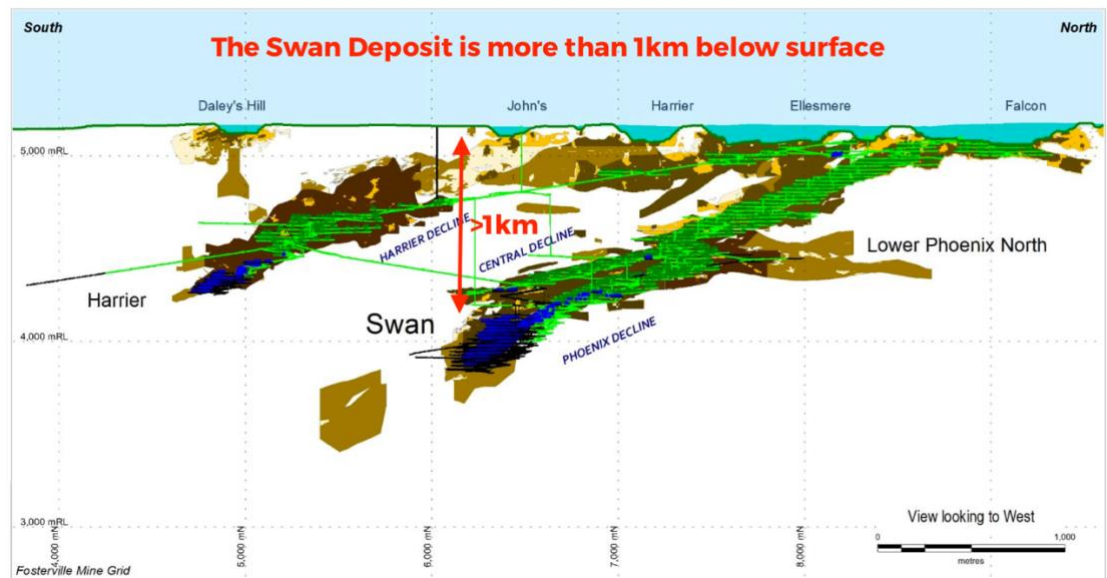 South
North
The Swan Deposit is more than 1km below surface
Daley's Hill
John's
Harrier
Ellesmere
Falcon
5,000 mRL
>1km
HARRIER DECLINE
CENTRAL DECLINE
Lower Phoenix North
Harrier
Swan
4,000 mRL
PHOENIX DECLINE
3,000 mRL
View looking to West
0
1,000
metres
4,000 mN
5,000 mN
6,000 mN
7,000 mN
8,000 mN
Fosterville Mine Grid